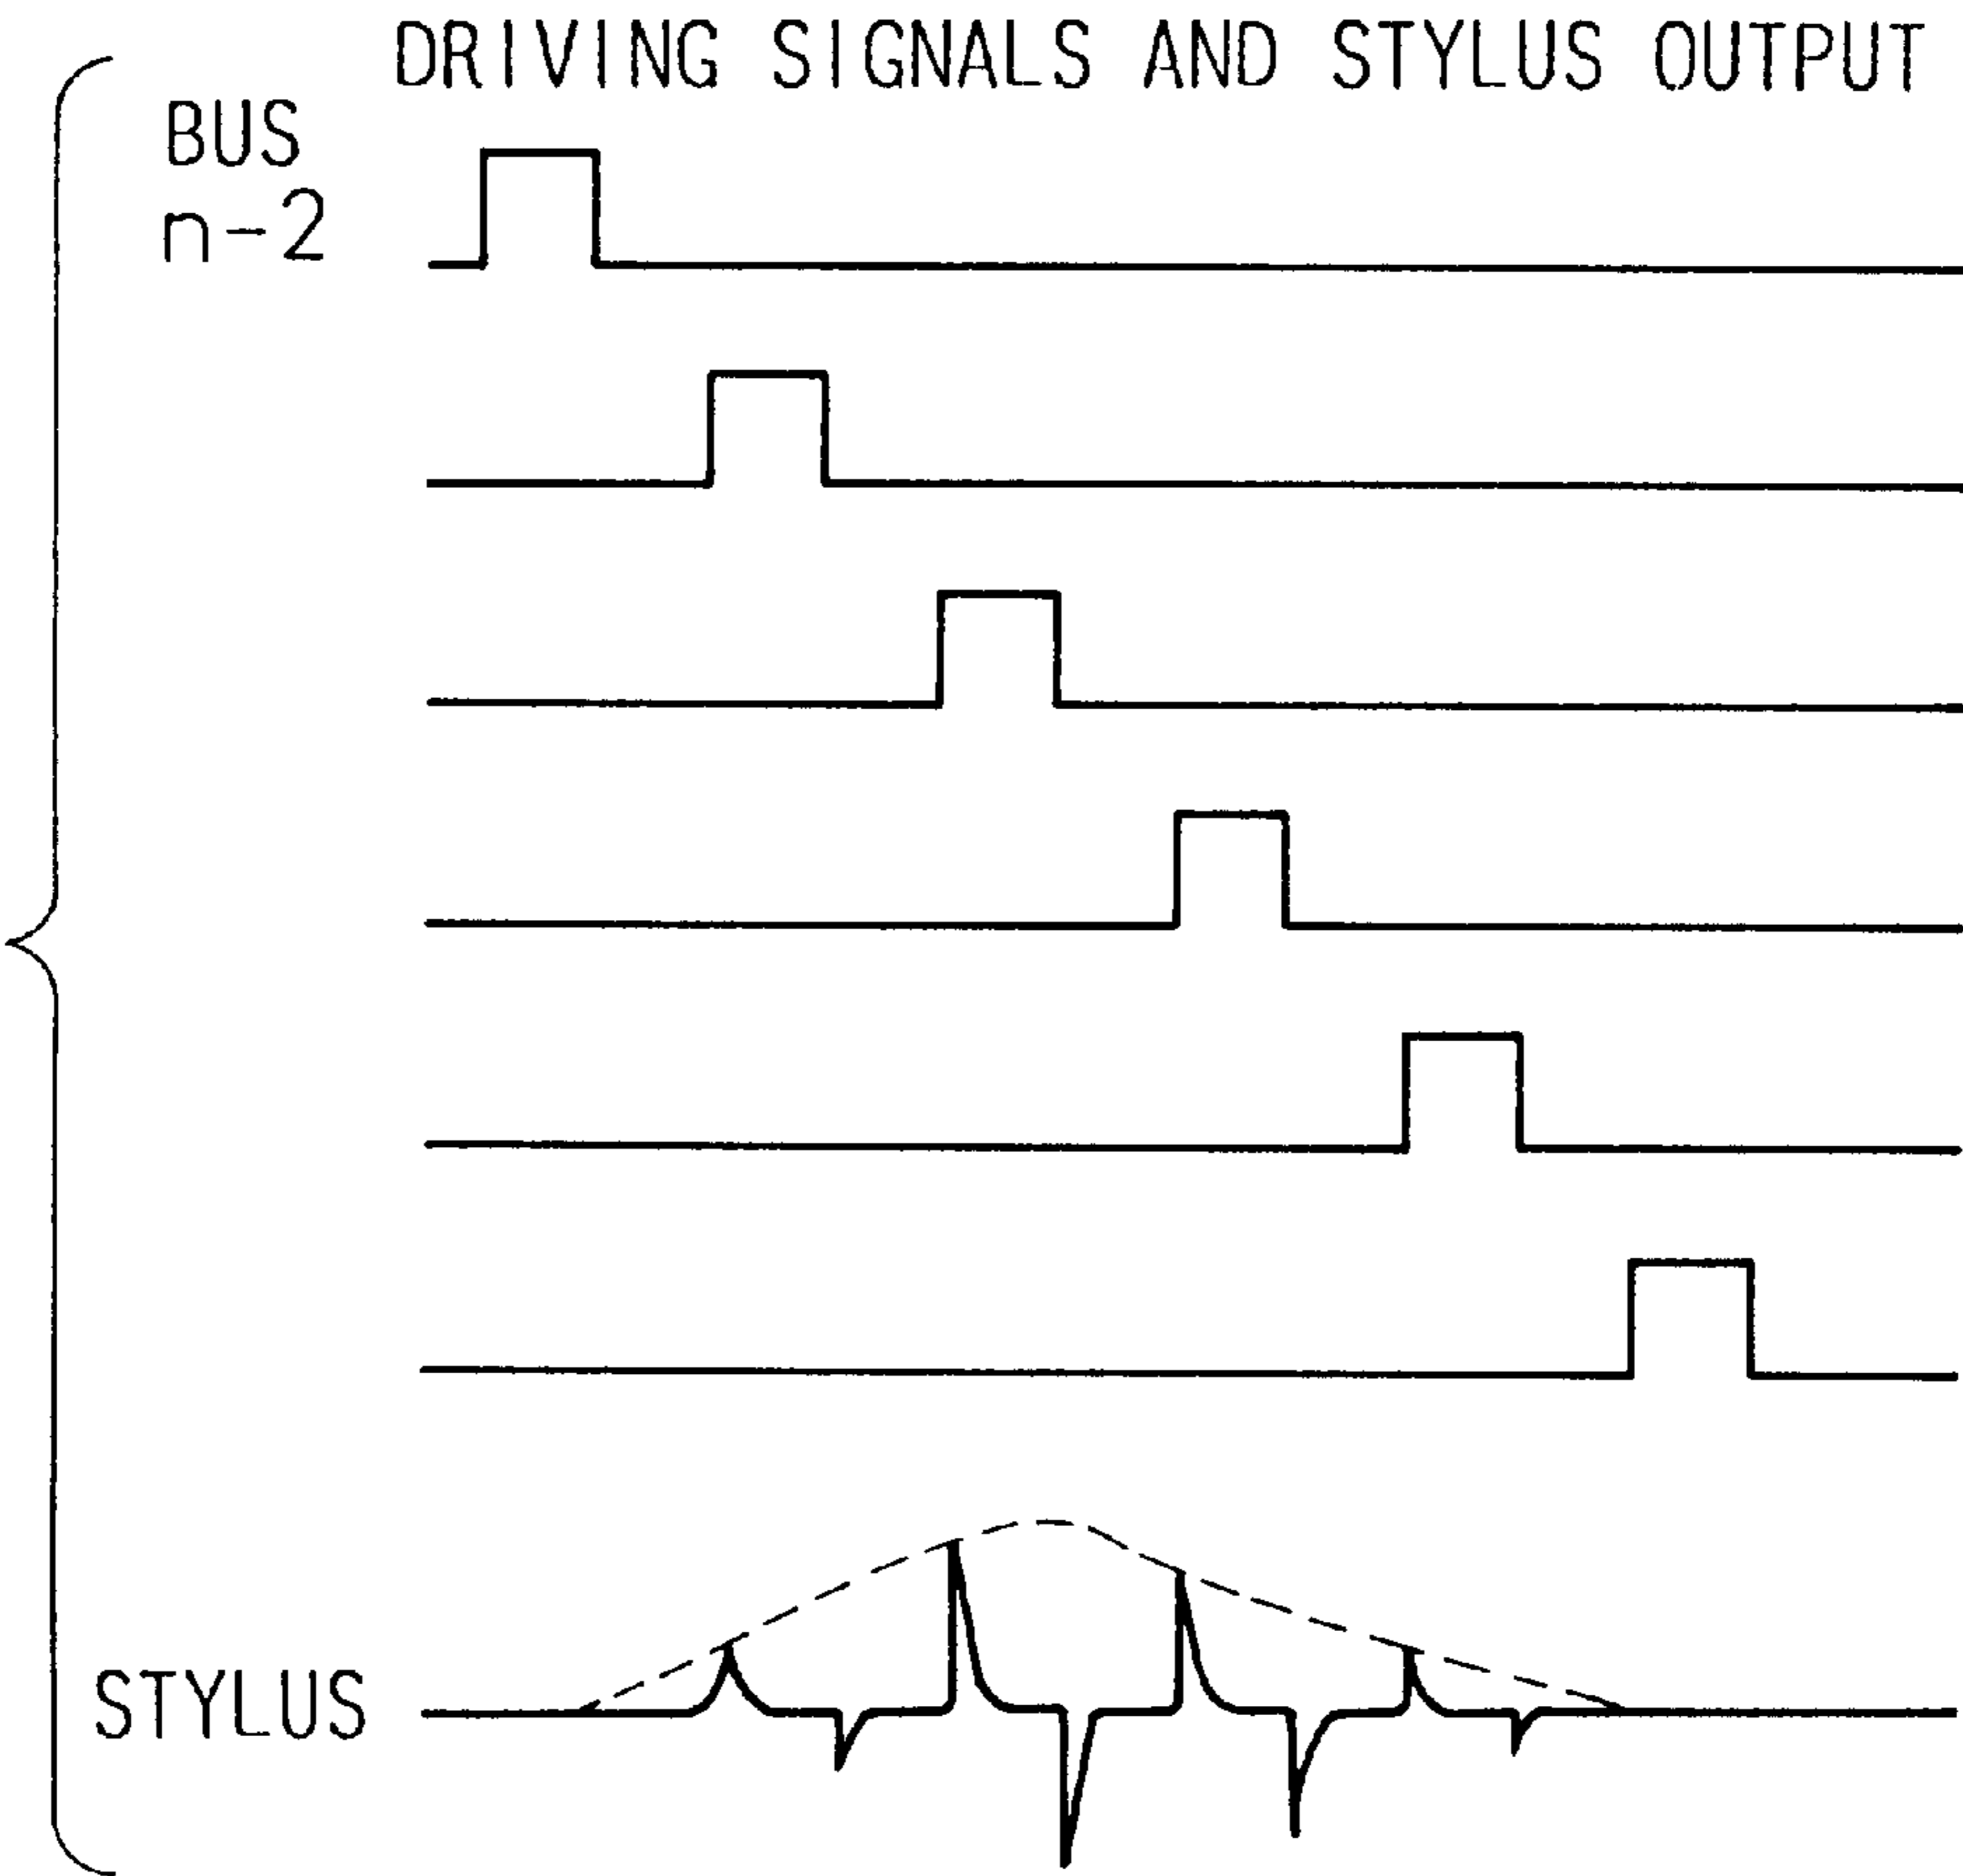 DRIVING SIGNALS AND STYLUS OUTPUT
BUS
n-2
STYLUS